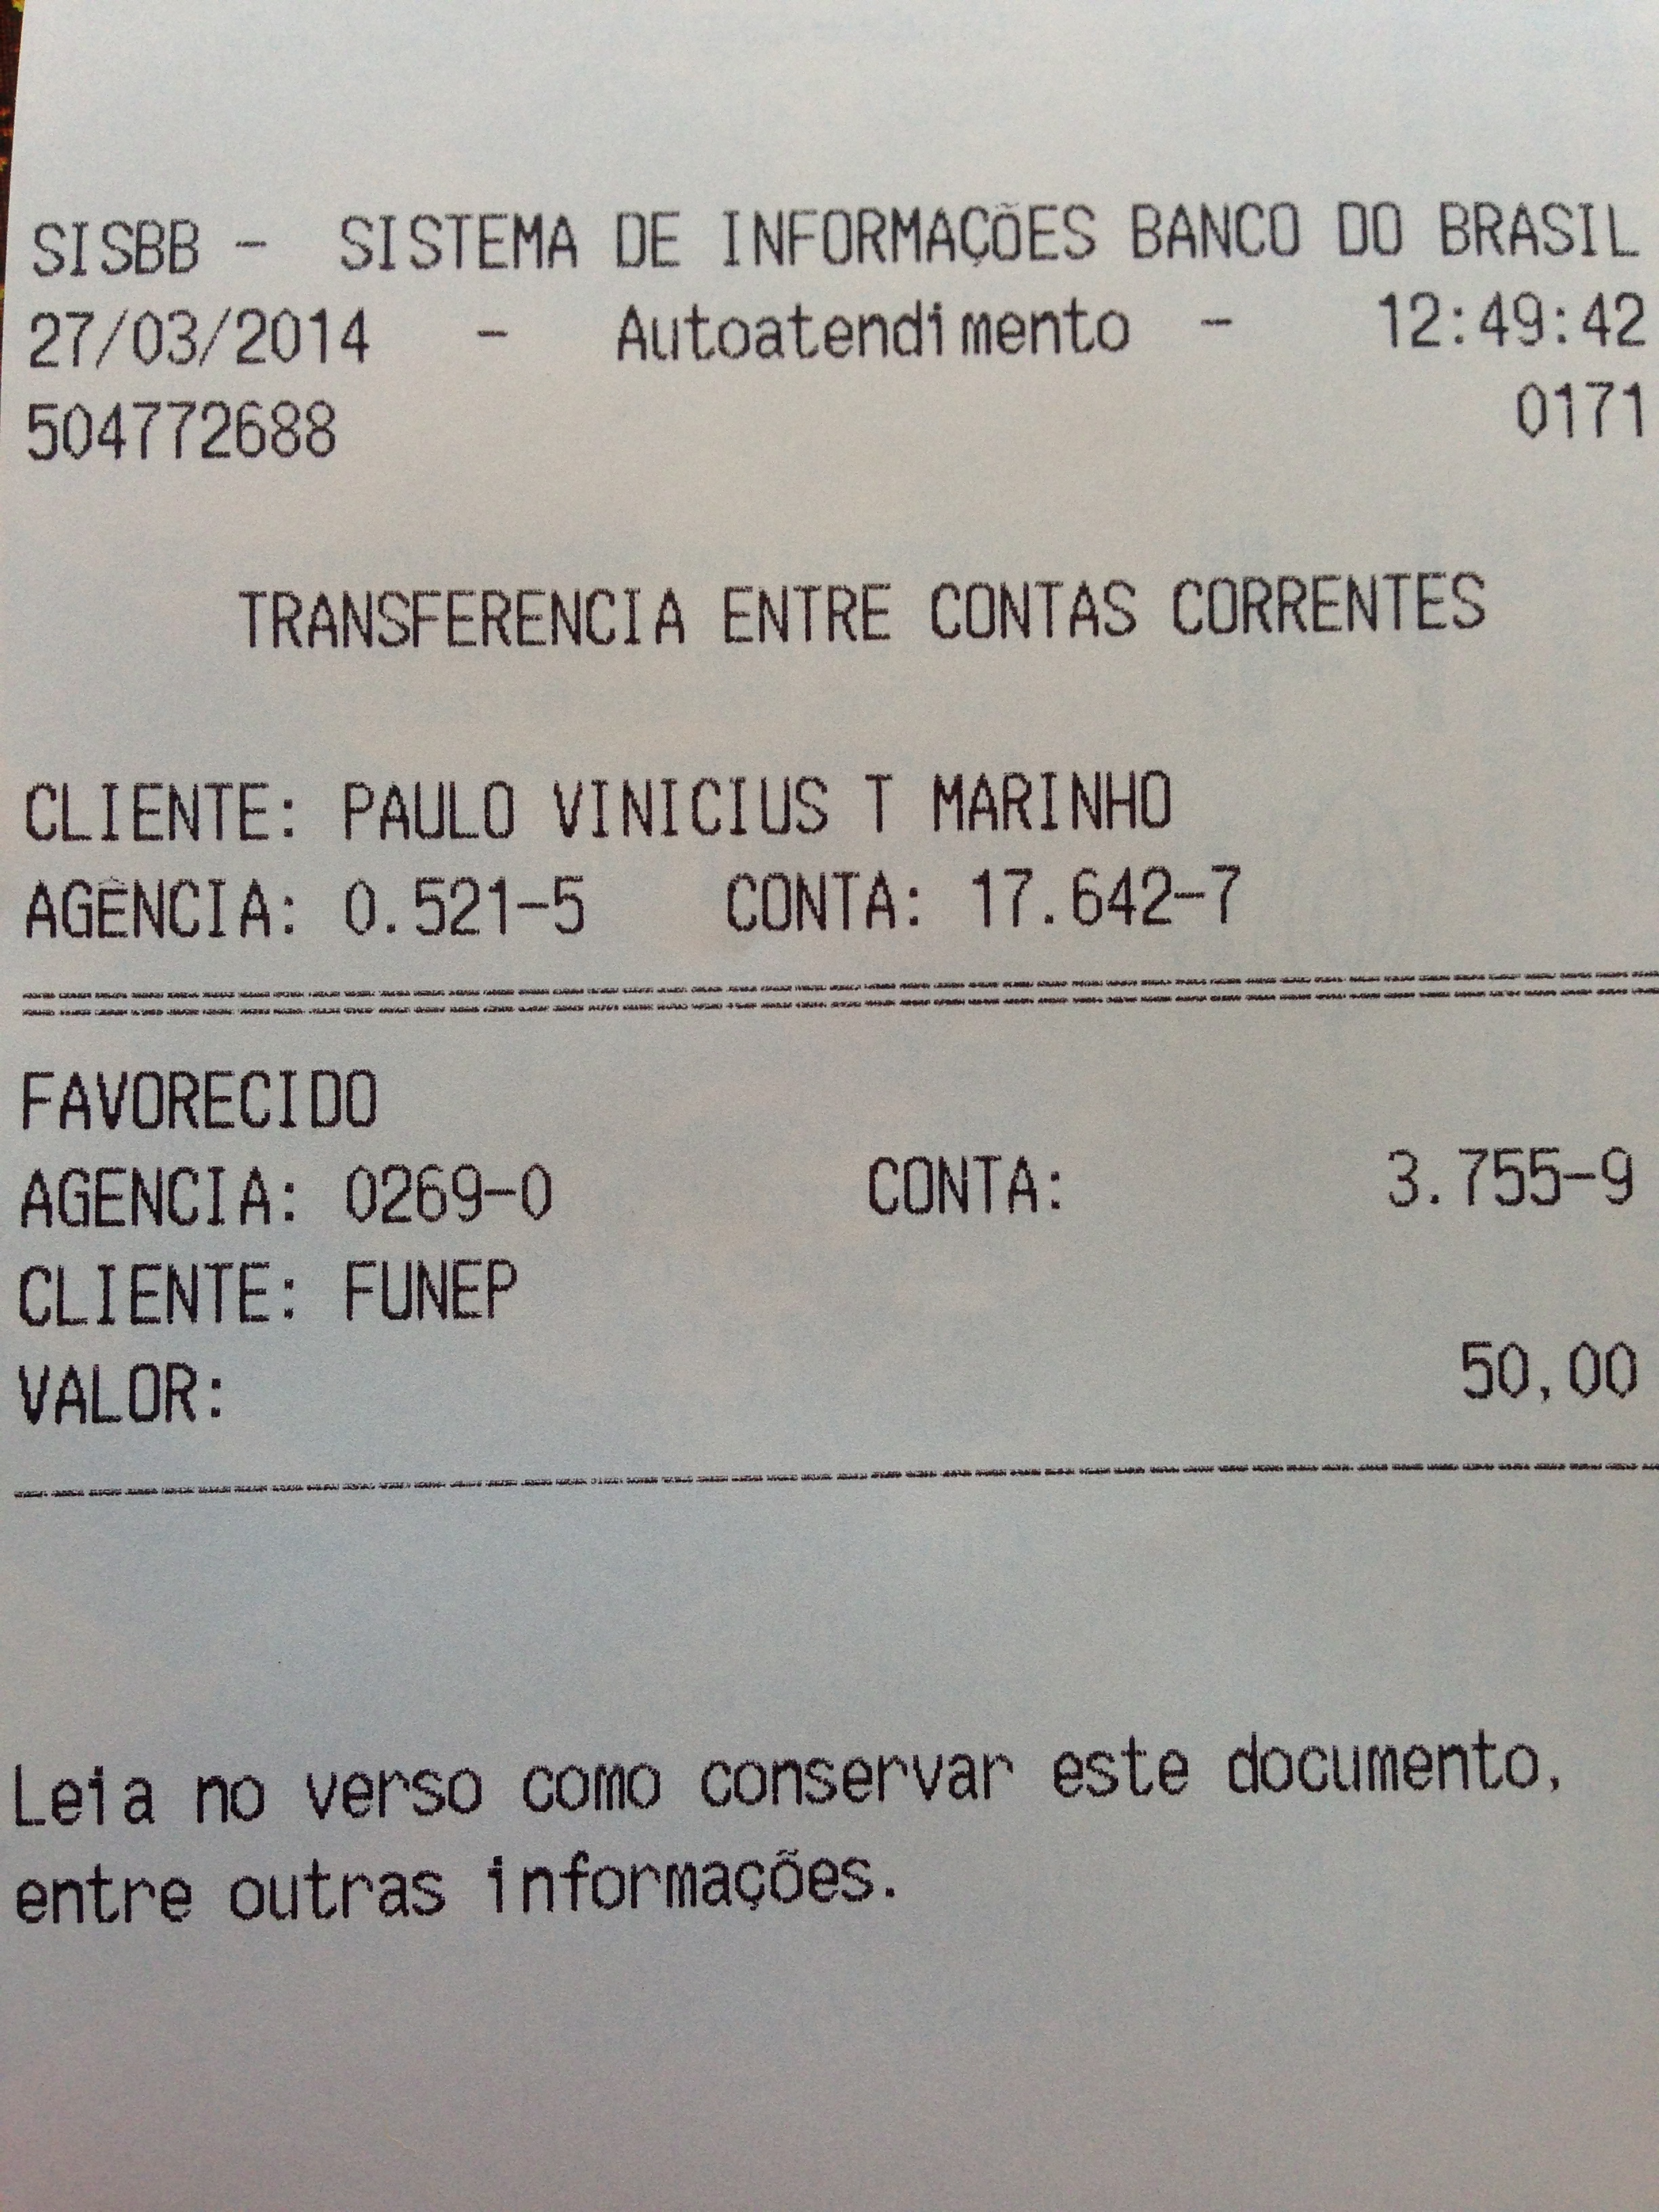 SISBB - SISTEMA DE INFORMAÇÕES BANCO DO BRASIL
27/03/2014 - Autoatendimento - 12:49:42
504772688 0171
TRANSFERENCIA ENTRE CONTAS CORRENTES
CLIENTE: PAULO VINICIUS T MARINHO
AGÊNCIA: 0.521-5 CONTA: 17.642-7
FAVORECIDO
AGENCIA: 0269-0 CONTA: 3.755-9
CLIENTE: FUNEP
VALOR: 50,00
Leia no verso como conservar este documento,
entre outras informações.